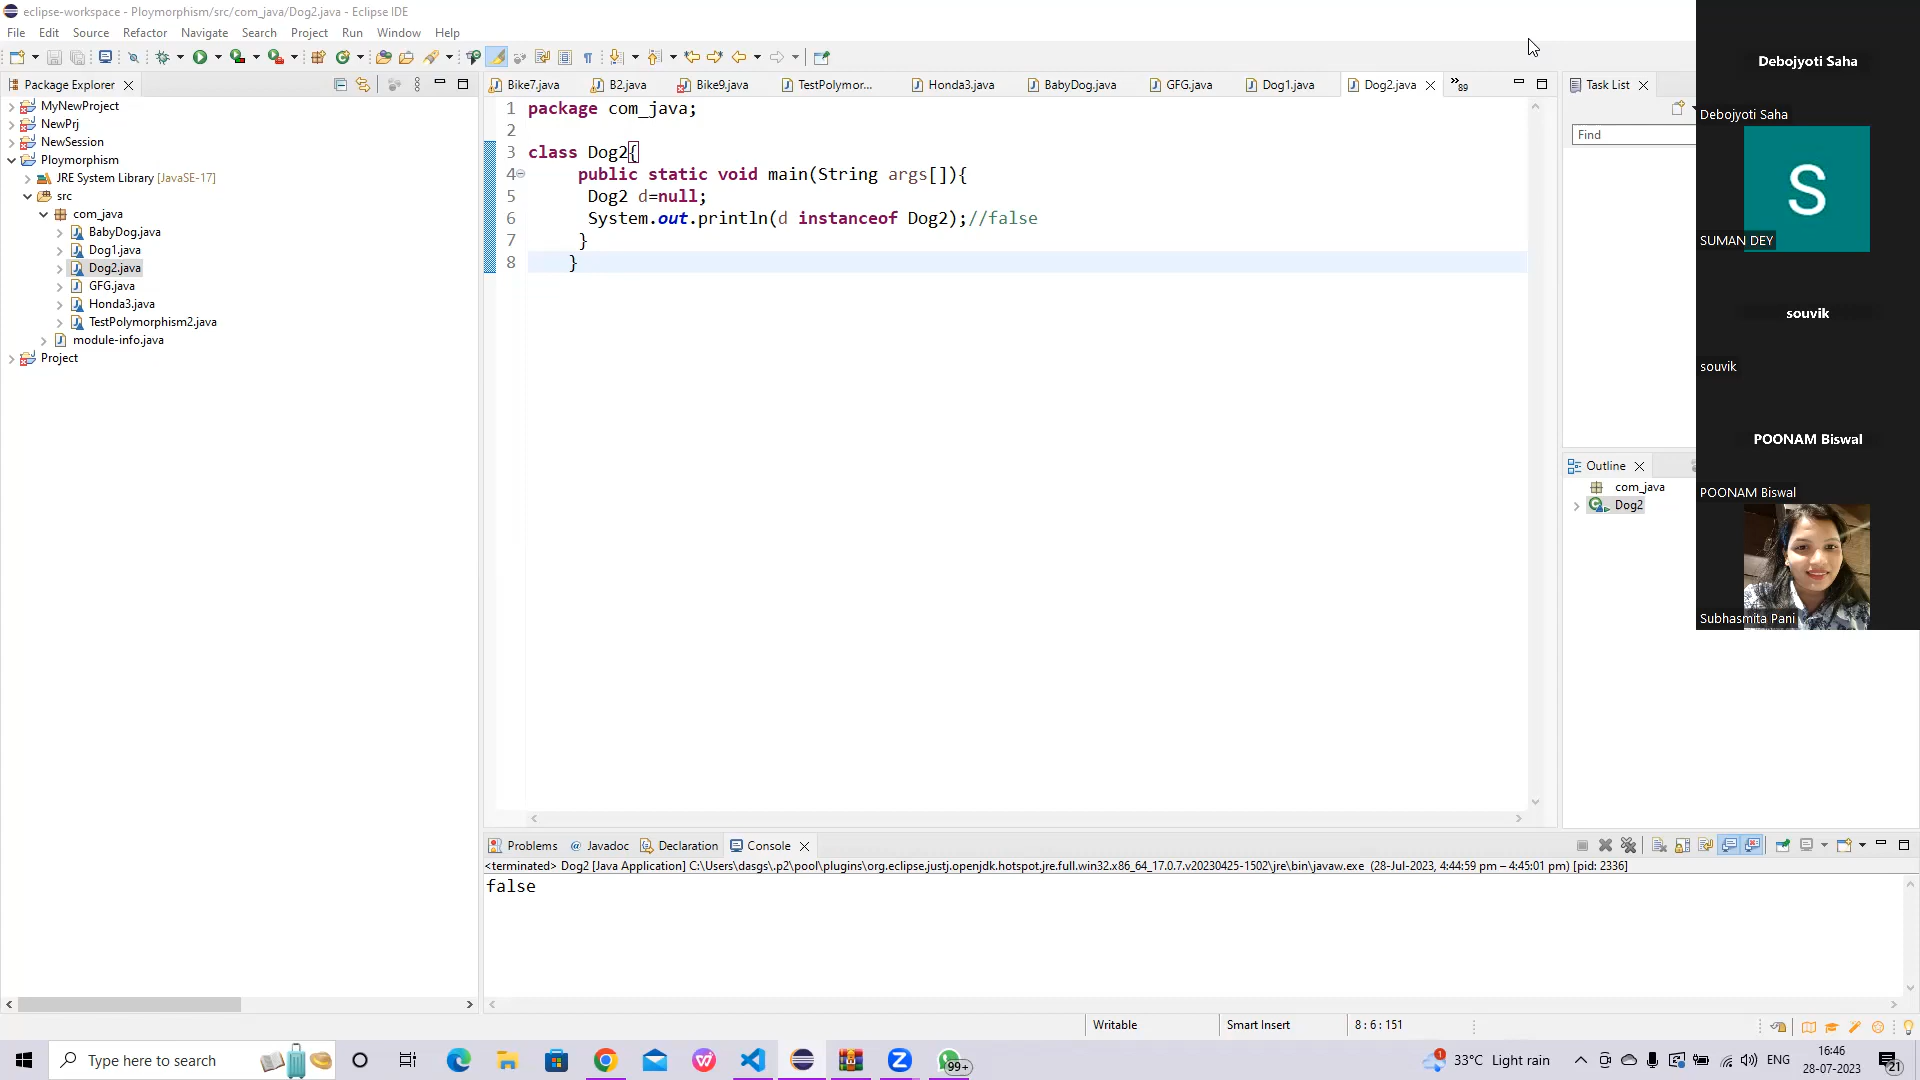 eclipse-workspace - Ploymorphism/src/com_java/Dog2.java - Eclipse IDE
File Edit Source Refactor Navigate Search Project Run Window Help
Package Explorer
MyNewProject
NewPrj
NewSession
Ploymorphism
JRE System Library [JavaSE-17]
src
com_java
BabyDog.java
Dog1.java
Dog2.java
GFG.java
Honda3.java
TestPolymorphism2.java
module-info.java
Project
Bike7.java B2.java Bike9.java TestPolymor... Honda3.java BabyDog.java GFG.java Dog1.java Dog2.java »89
1 package com_java;
2
3 class Dog2{
4 public static void main(String args[]){
5 Dog2 d=null;
6 System.out.println(d instanceof Dog2);//false
7 }
8 }
Task List
Find
Outline
com_java
Dog2
Debojyoti Saha
Debojyoti Saha
S
SUMAN DEY
souvik
souvik
POONAM Biswal
POONAM Biswal
Subhasmita Pani
Problems @ Javadoc Declaration Console
<terminated> Dog2 [Java Application] C:\Users\dasgs\.p2\pool\plugins\org.eclipse.justj.openjdk.hotspot.jre.full.win32.x86_64_17.0.7.v20230425-1502\jre\bin\javaw.exe (28-Jul-2023, 4:44:59 pm – 4:45:01 pm) [pid: 2336]
false
Writable Smart Insert 8 : 6 : 151
Type here to search
99+
1
33°C Light rain
ENG
16:46
28-07-2023
21